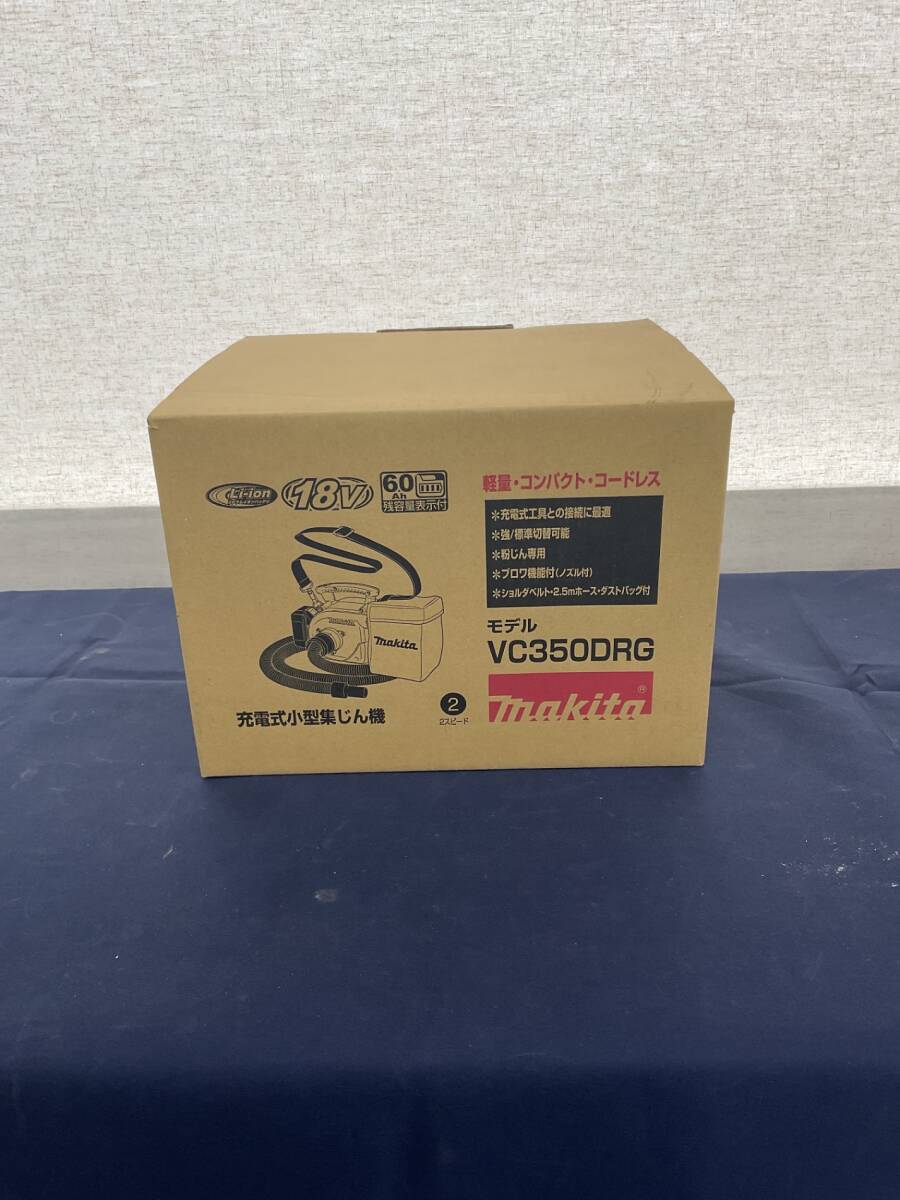 Li-ion
18V
6.0
Ah
残容量表示付
軽量・コンパクト・コードレス
＊充電式工具との接続に最適
＊強/標準切替可能
＊粉じん専用
＊ブロワ機能付(ノズル付)
＊ショルダベルト・2.5mホース・ダストバッグ付
makita
モデル
VC350DRG
makita®
充電式小型集じん機
2
2スピード